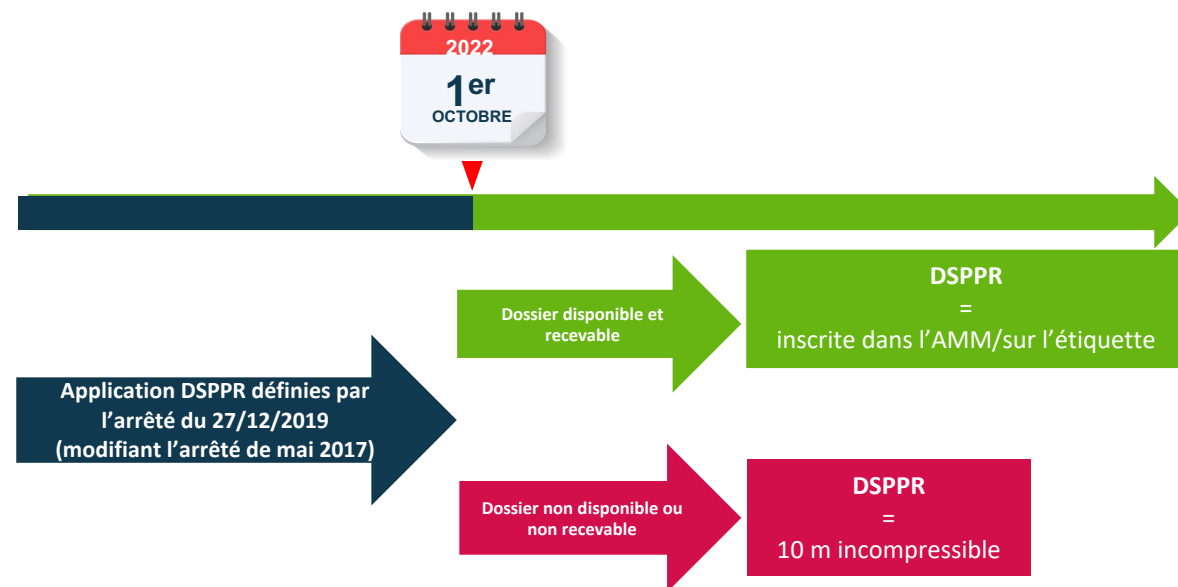 2022
1er
OCTOBRE
Dossier disponible et
recevable
DSPPR
=
inscrite dans l’AMM/sur l’étiquette
Application DSPPR définies par
l’arrêté du 27/12/2019
(modifiant l’arrêté de mai 2017)
Dossier non disponible ou
non recevable
DSPPR
=
10 m incompressible